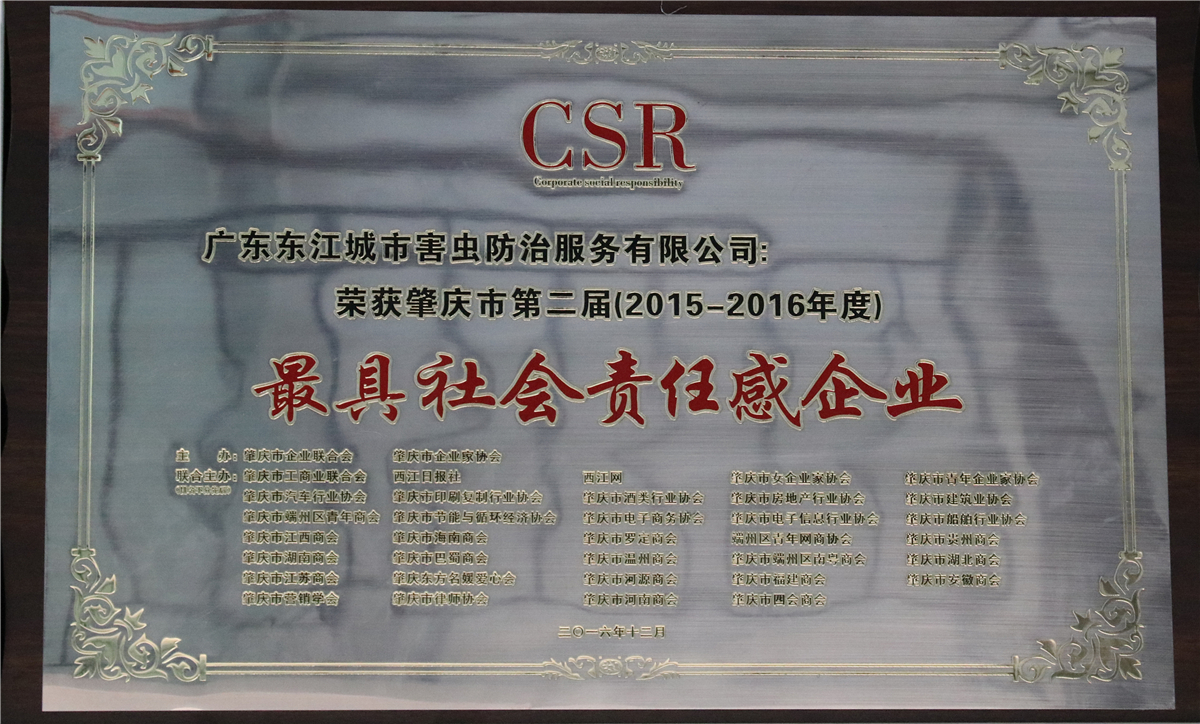 CSR
Corporate social responsibility
广东东江城市害虫防治服务有限公司:
荣获肇庆市第二届(2015-2016年度)
最具社会责任感企业
主 办: 肇庆市企业联合会 肇庆市企业家协会
联合主办: 肇庆市工商业联合会 西江日报社 西江网 肇庆市女企业家协会 肇庆市青年企业家协会
肇庆市汽车行业协会 肇庆市印刷复制行业协会 肇庆市酒类行业协会 肇庆市房地产行业协会 肇庆市建筑业协会
肇庆市端州区青年商会 肇庆市节能与循环经济协会 肇庆市电子商务协会 肇庆市电子信息行业协会 肇庆市船舶行业协会
肇庆市江西商会 肇庆市海南商会 肇庆市罗定商会 端州区青年网商协会 肇庆市贵州商会
肇庆市湖南商会 肇庆市巴蜀商会 肇庆市温州商会 肇庆市端州区南粤商会 肇庆市湖北商会
肇庆市江苏商会 肇庆东方名媛爱心会 肇庆市河源商会 肇庆市福建商会 肇庆市安徽商会
肇庆市营销学会 肇庆市律师协会 肇庆市河南商会 肇庆市四会商会
二〇一六年十二月